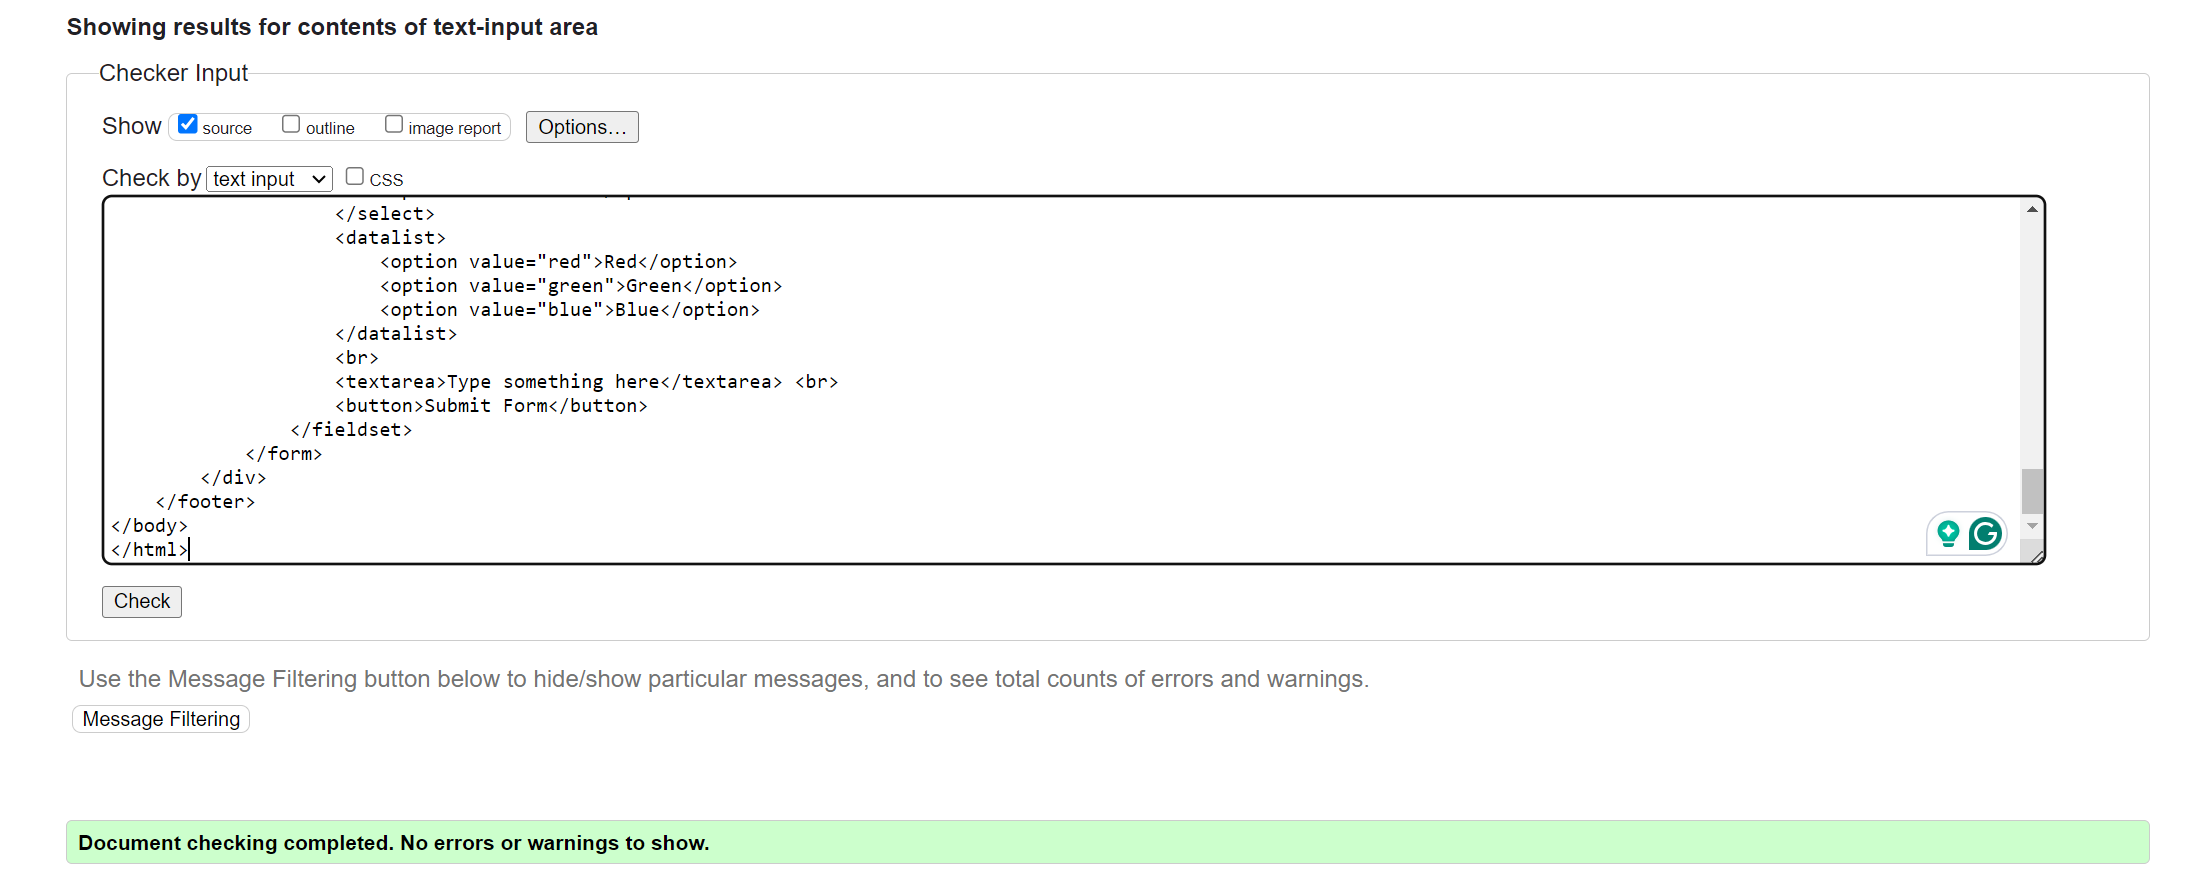 Showing results for contents of text-input area
Checker Input
Show source outline image report Options...
Check by text input CSS
</select>
<datalist>
<option value="red">Red</option>
<option value="green">Green</option>
<option value="blue">Blue</option>
</datalist>
<br>
<textarea>Type something here</textarea> <br>
<button>Submit Form</button>
</fieldset>
</form>
</div>
</footer>
</body>
</html>
Check
Use the Message Filtering button below to hide/show particular messages, and to see total counts of errors and warnings.
Message Filtering
Document checking completed. No errors or warnings to show.